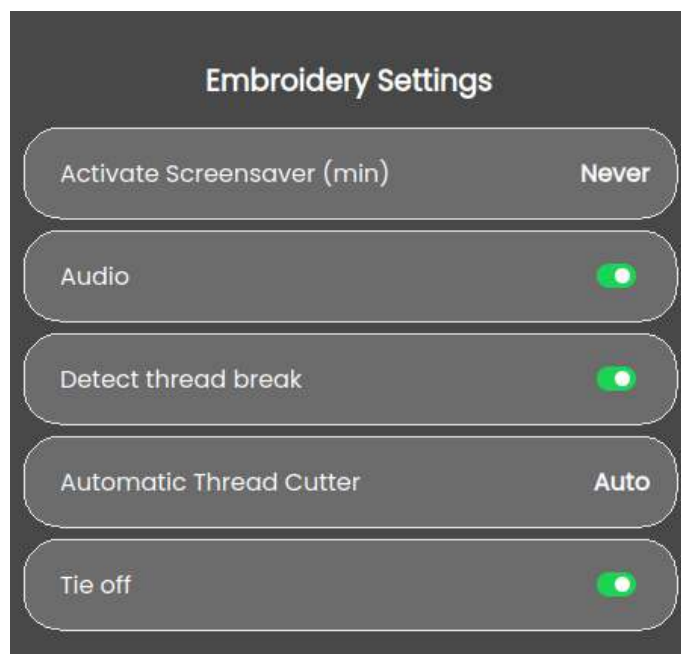 Embroidery Settings
Activate Screensaver (min) Never
Audio
Detect thread break
Automatic Thread Cutter Auto
Tie off